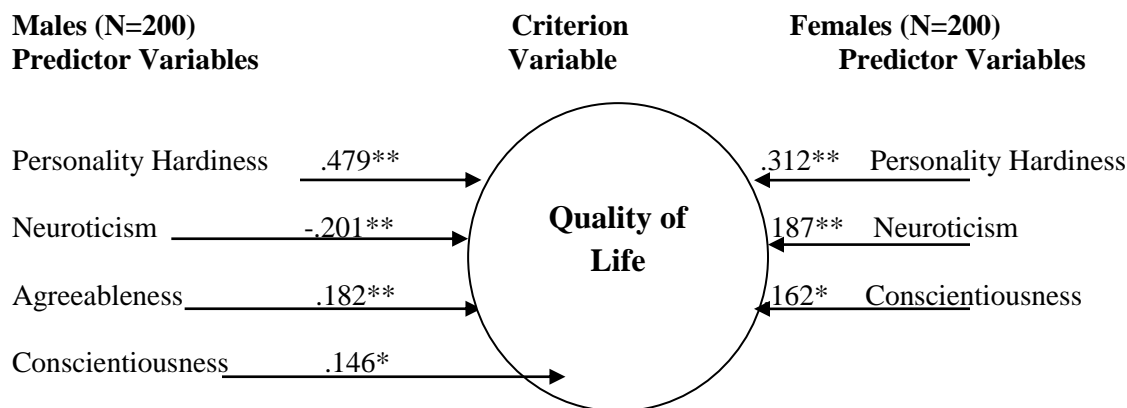 Males (N=200) Criterion Females (N=200)
Predictor Variables Variable Predictor Variables
Personality Hardiness .479** .312** Personality Hardiness
Neuroticism -.201** Quality of 187** Neuroticism
Life
Agreeableness .182** 162* Conscientiousness
Conscientiousness .146*